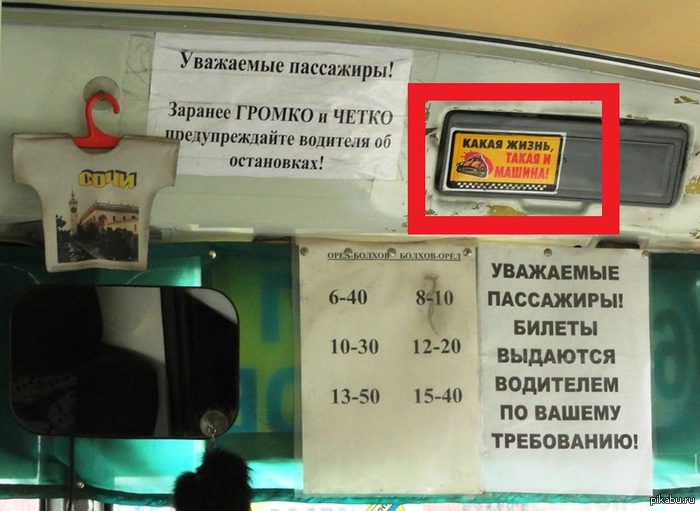 Уважаемые пассажиры!
Заранее ГРОМКО и ЧЕТКО
предупреждайте водителя об
остановках!
КАКАЯ ЖИЗНЬ,
ТАКАЯ И
МАШИНА!
СОЧИ
ОРЕЛ-БОЛХОВ БОЛХОВ-ОРЕЛ
6-40 8-10
10-30 12-20
13-50 15-40
УВАЖАЕМЫЕ
ПАССАЖИРЫ!
БИЛЕТЫ
ВЫДАЮТСЯ
ВОДИТЕЛЕМ
ПО ВАШЕМУ
ТРЕБОВАНИЮ!
pikabu.ru